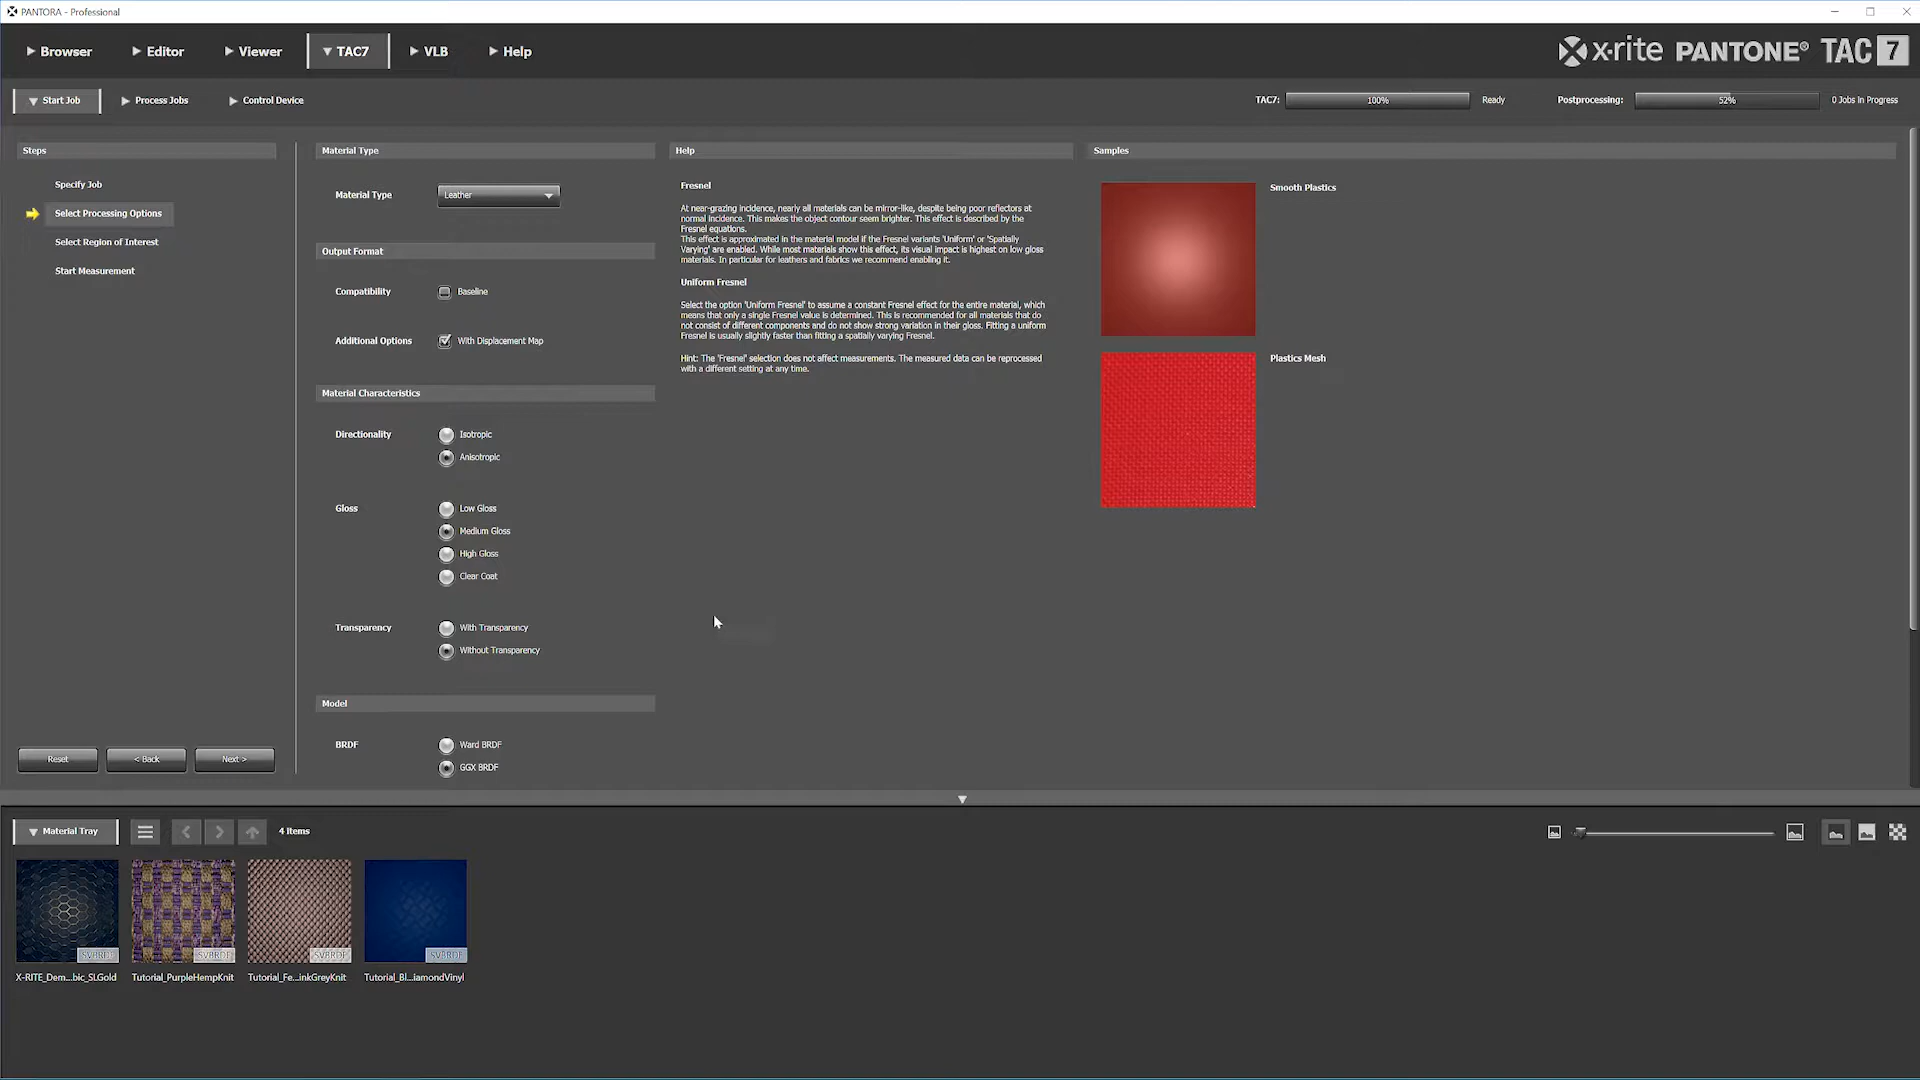 PANTORA - Professional
Browser
Editor
Viewer
TAC7
VLB
Help
x-rite PANTONE® TAC 7
Start Job
Process Jobs
Control Device
TAC7:
100%
Ready
Postprocessing:
52%
0 Jobs In Progress
Steps
Specify Job
Select Processing Options
Select Region of Interest
Start Measurement
Reset
< Back
Next >
Material Type
Material Type
Leather
Output Format
Compatibility
Baseline
Additional Options
With Displacement Map
Material Characteristics
Directionality
Isotropic
Anisotropic
Gloss
Low Gloss
Medium Gloss
High Gloss
Clear Coat
Transparency
With Transparency
Without Transparency
Model
BRDF
Ward BRDF
GGX BRDF
Help
Fresnel
At near-grazing incidence, nearly all materials can be mirror-like, despite being poor reflectors at
normal incidence. This makes the object contour seem brighter. This effect is described by the
Fresnel equations.
This effect is approximated in the material model if the Fresnel variants 'Uniform' or 'Spatially
Varying' are enabled. While most materials show this effect, its visual impact is highest on low gloss
materials. In particular for leathers and fabrics we recommend enabling it.
Uniform Fresnel
Select the option 'Uniform Fresnel' to assume a constant Fresnel effect for the entire material, which
means that only a single Fresnel value is determined. This is recommended for all materials that do
not consist of different components and do not show strong variation in their gloss. Fitting a uniform
Fresnel is usually slightly faster than fitting a spatially varying Fresnel.
Hint: The 'Fresnel' selection does not affect measurements. The measured data can be reprocessed
with a different setting at any time.
Samples
Smooth Plastics
Plastics Mesh
Material Tray
4 Items
SVBRDF
SVBRDF
SVBRDF
SVBRDF
X-RITE_Dem...bic_SLGold
Tutorial_PurpleHempKnit
Tutorial_Fe...inkGreyKnit
Tutorial_Bl...iamondVinyl